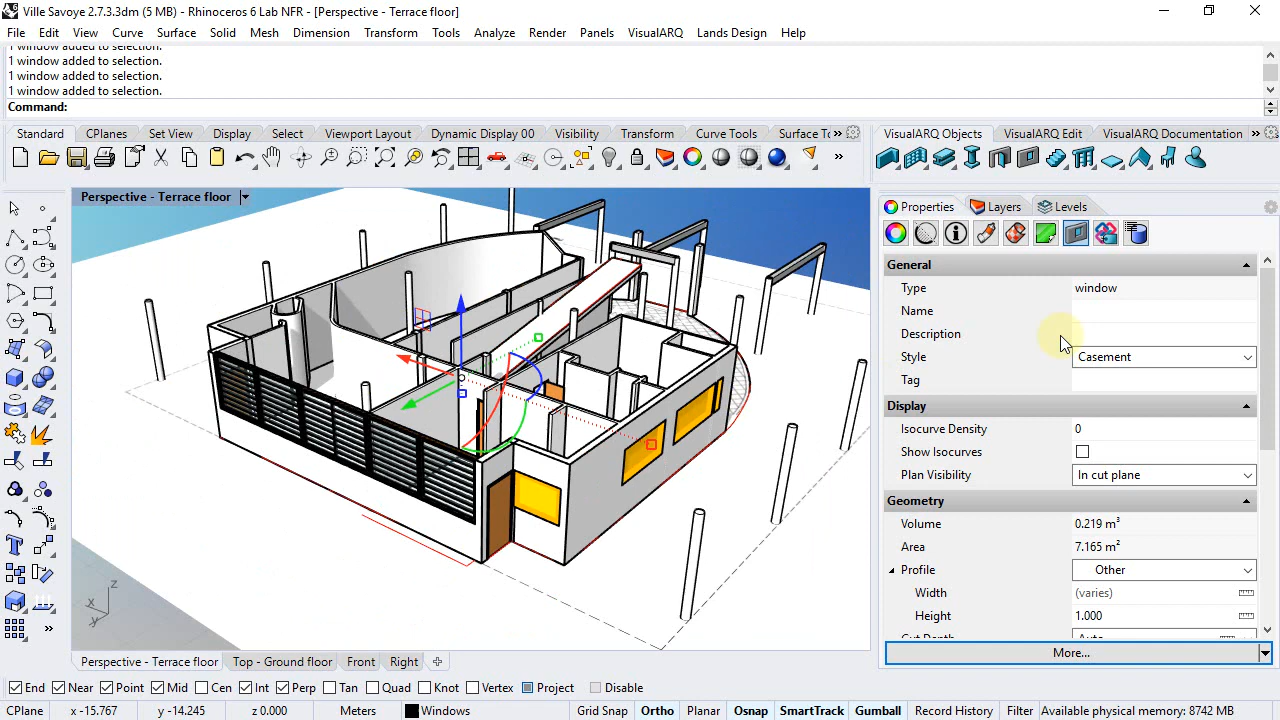 Ville Savoye 2.7.3.3dm (5 MB) - Rhinoceros 6 Lab NFR - [Perspective - Terrace floor]
File Edit View Curve Surface Solid Mesh Dimension Transform Tools Analyze Render Panels VisualARQ Lands Design Help
1 window added to selection.
1 window added to selection.
1 window added to selection.
1 window added to selection.
Command:
Standard CPlanes Set View Display Select Viewport Layout Dynamic Display 00 Visibility Transform Curve Tools Surface To »
VisualARQ Objects VisualARQ Edit VisualARQ Documentation »
Perspective - Terrace floor
Properties Layers Levels
General
Type window
Name
Description
Style Casement
Tag
Display
Isocurve Density 0
Show Isocurves
Plan Visibility In cut plane
Geometry
Volume 0.219 m³
Area 7.165 m²
Profile Other
Width (varies)
Height 1.000
Cut Depth Auto
More...
z
x
y
Perspective - Terrace floor Top - Ground floor Front Right
End Near Point Mid Cen Int Perp Tan Quad Knot Vertex Project Disable
CPlane x -15.767 y -14.245 z 0.000 Meters Windows Grid Snap Ortho Planar Osnap SmartTrack Gumball Record History Filter Available physical memory: 8742 MB